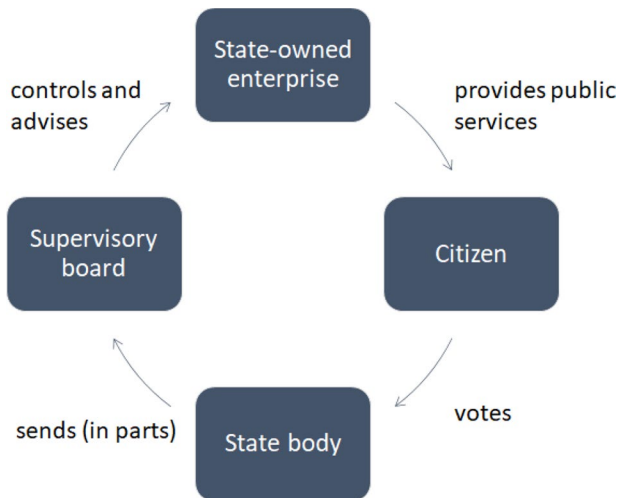 State-owned
enterprise
controls and
advises
provides public
services
Supervisory
board
Citizen
sends (in parts)
votes
State body